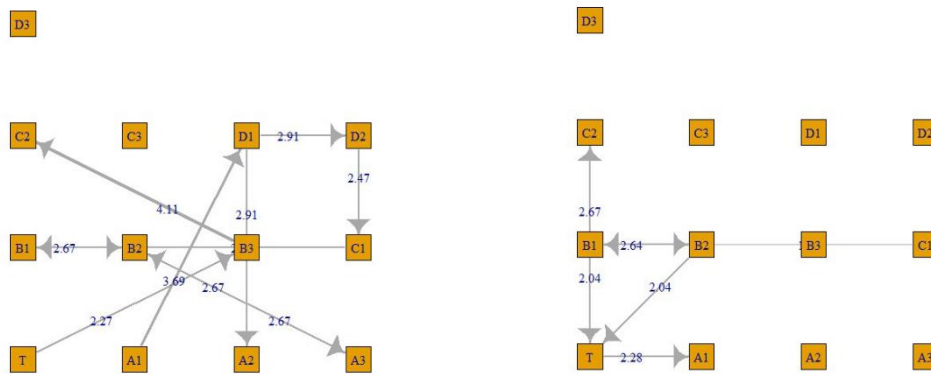 D3 D3
C2 C3 D1 D2 C2 C3 D1 D2
2.91
2.47
4.11 2.91 2.67
B1 2.67 B2 B3 C1 B1 2.64 B2 B3 C1
3.69 2.67 2.04 2.04
2.27 2.67
T A1 A2 A3 T 2.28 A1 A2 A3